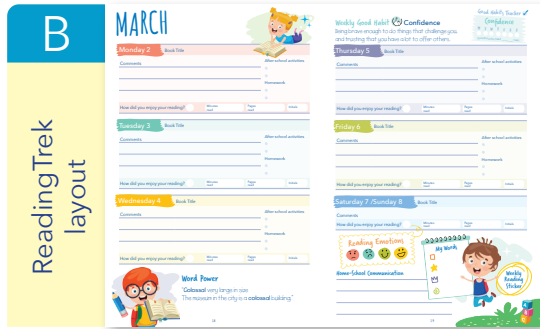 B
ReadingTrek
layout
MARCH
Monday 2
Book Title
Comments
After school activities
Homework
How did you enjoy your reading?
Minutes read
Pages read
Initials
Tuesday 3
Book Title
Comments
After school activities
Homework
How did you enjoy your reading?
Minutes read
Pages read
Initials
Wednesday 4
Book Title
Comments
After school activities
Homework
How did you enjoy your reading?
Minutes read
Pages read
Initials
Word Power
"Colossal very large in size.
The museum in the city is a colossal building."
Weekly Good Habit
Confidence
Being brave enough to do things, that challenge you,
and trusting that you have a lot to offer others.
Good Habits Tracker
Confidence
Thursday 5
Book Title
Comments
After school activities
Homework
How did you enjoy your reading?
Minutes read
Pages read
Initials
Friday 6
Book Title
Comments
After school activities
Homework
How did you enjoy your reading?
Minutes read
Pages read
Initials
Saturday 7 /Sunday 8
Book Title
Comments
How did you enjoy your reading?
Minutes read
Pages read
Initials
Reading Emotions
My Words
Home-School Communication
Weekly
Reading
Sticker